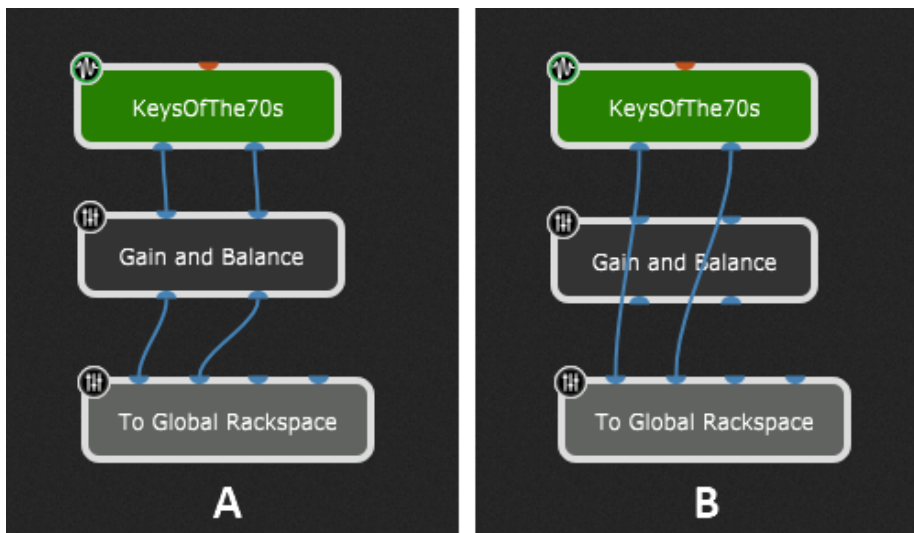 KeysOfThe70s
Gain and Balance
To Global Rackspace
A
KeysOfThe70s
Gain and Balance
To Global Rackspace
B